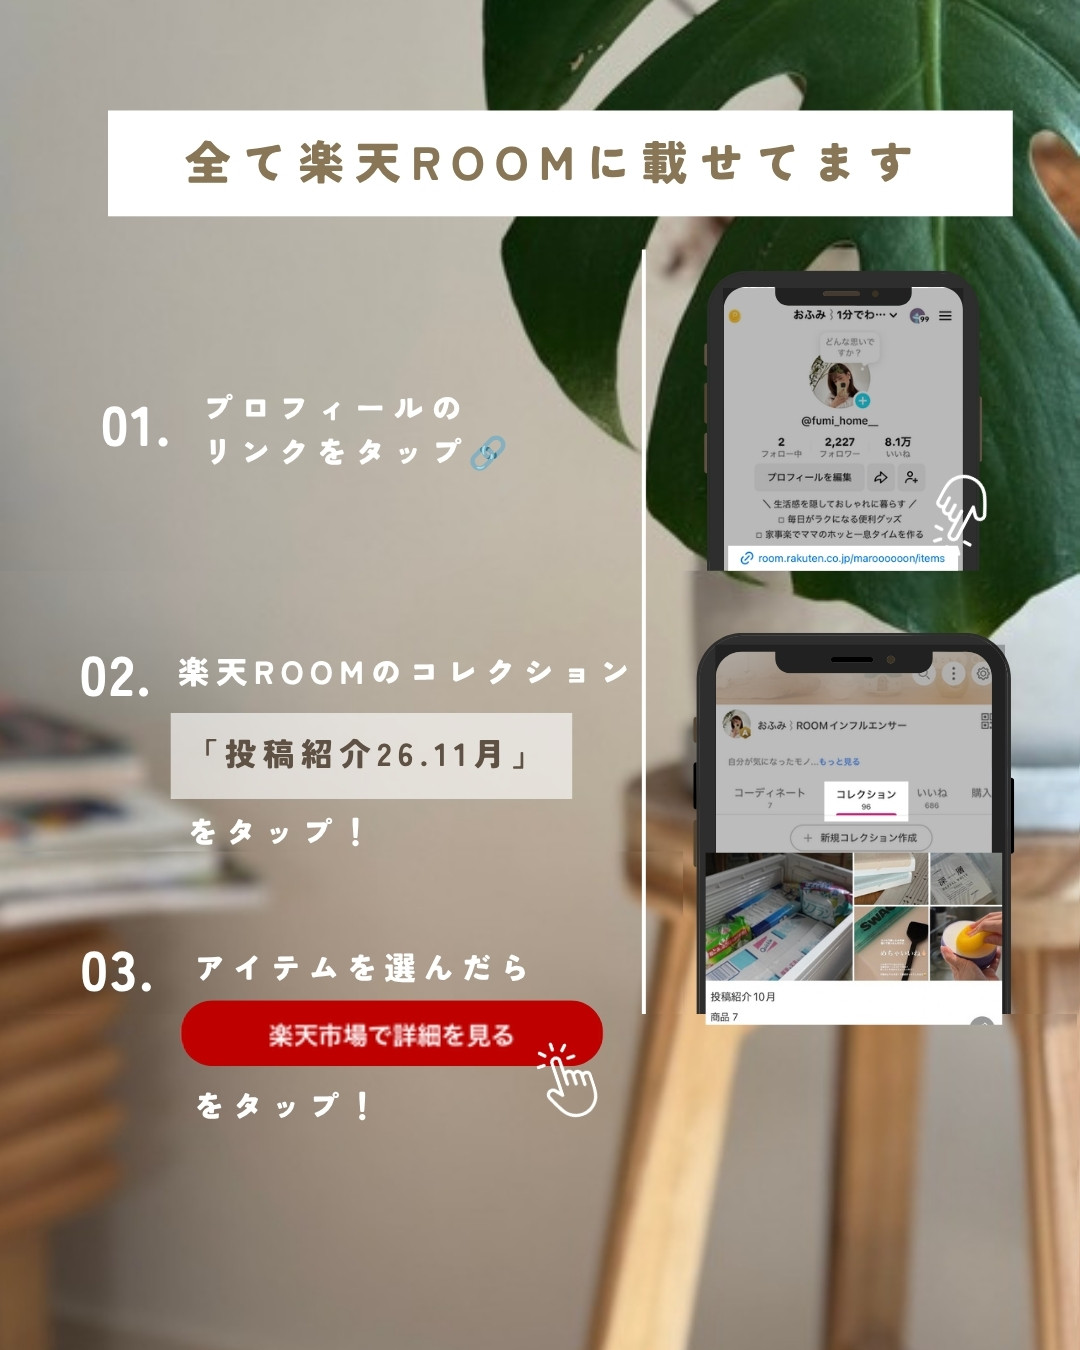 全て楽天ROOMに載せてます
01.
プロフィールの
リンクをタップ🔗
02.
楽天ROOMのコレクション
「投稿紹介26.11月」
をタップ！
03.
アイテムを選んだら
楽天市場で詳細を見る
をタップ！
おふみ⌇1分でわ…
99
どんな思いで
すか？
@fumi_home__
2 2,227 8.1万
フォロー中 フォロワー いいね
プロフィールを編集
＼ 生活感を隠しておしゃれに暮らす ／
□ 毎日がラクになる便利グッズ
□ 家事楽でママのホッと一息タイムを作る
room.rakuten.co.jp/maroooooon/items
おふみ⌇ROOMインフルエンサー
自分が気になったモノ...もっと見る
コーディネート コレクション いいね 購入
7 96 686
＋ 新規コレクション作成
SWAG
投稿紹介10月
商品 7